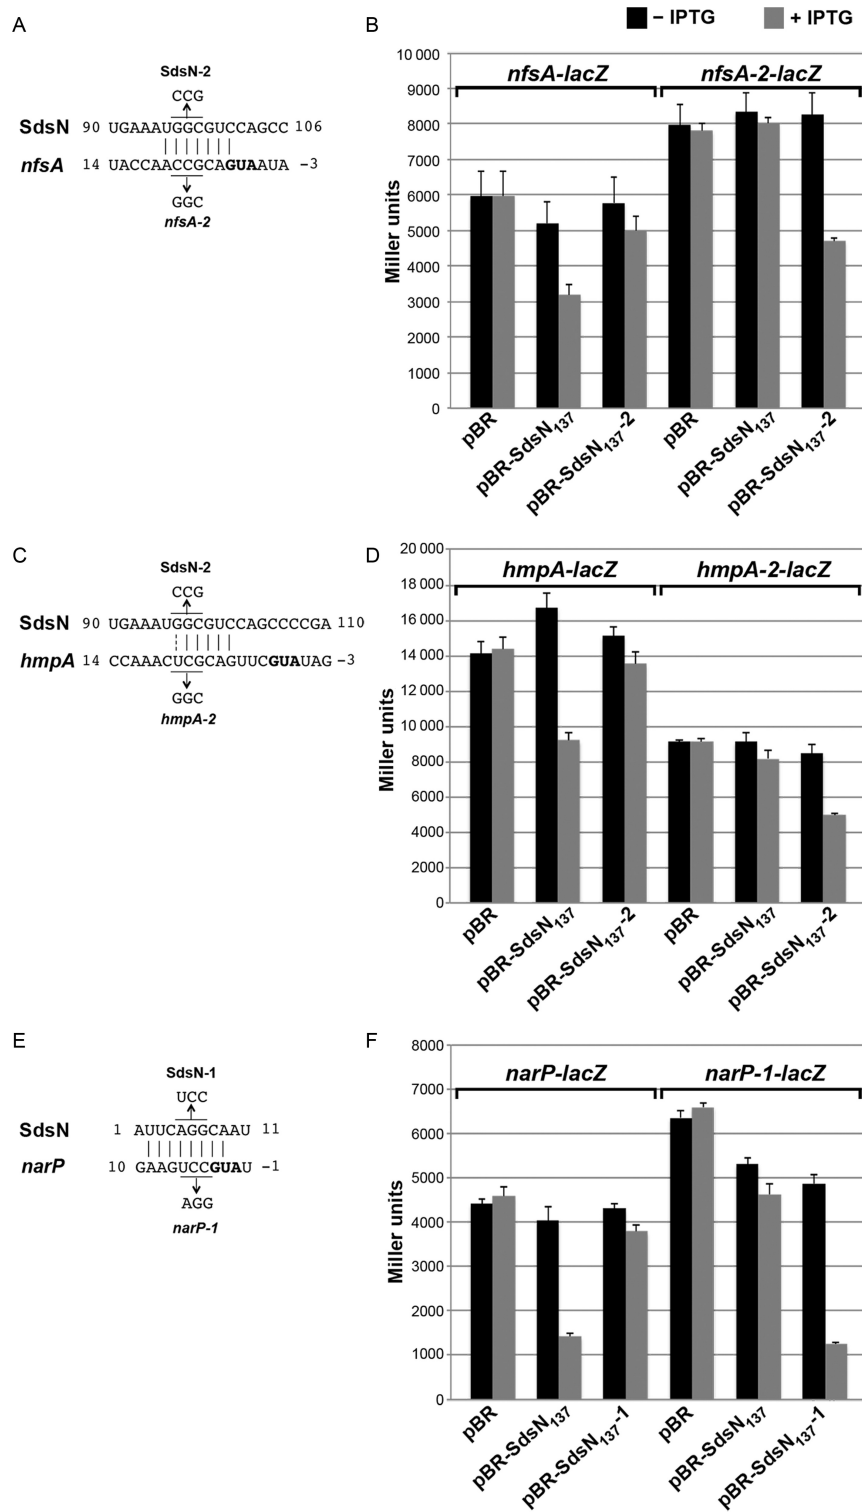 – IPTG + IPTG
A
B
SdsN-2
CCG
SdsN 90 UGAAAUGGCGUCCAGCC 106
nfsA 14 UACCAACCGCAGUAAUA –3
GGC
nfsA-2
Miller units
10 000
9000
8000
7000
6000
5000
4000
3000
2000
1000
0
nfsA-lacZ nfsA-2-lacZ
pBR pBR-SdsN137 pBR-SdsN137-2 pBR pBR-SdsN137 pBR-SdsN137-2
C
D
SdsN-2
CCG
SdsN 90 UGAAAUGGCGUCCAGCCCCGA 110
hmpA 14 CCAAACUCGCAGUUCGUAUAG –3
GGC
hmpA-2
Miller units
20 000
18 000
16 000
14 000
12 000
10 000
8000
6000
4000
2000
0
hmpA-lacZ hmpA-2-lacZ
pBR pBR-SdsN137 pBR-SdsN137-2 pBR pBR-SdsN137 pBR-SdsN137-2
E
F
SdsN-1
UCC
SdsN 1 AUUCAGGCAAU 11
narP 10 GAAGUCCGUAU –1
AGG
narP-1
Miller units
8000
7000
6000
5000
4000
3000
2000
1000
0
narP-lacZ narP-1-lacZ
pBR pBR-SdsN137 pBR-SdsN137-1 pBR pBR-SdsN137 pBR-SdsN137-1